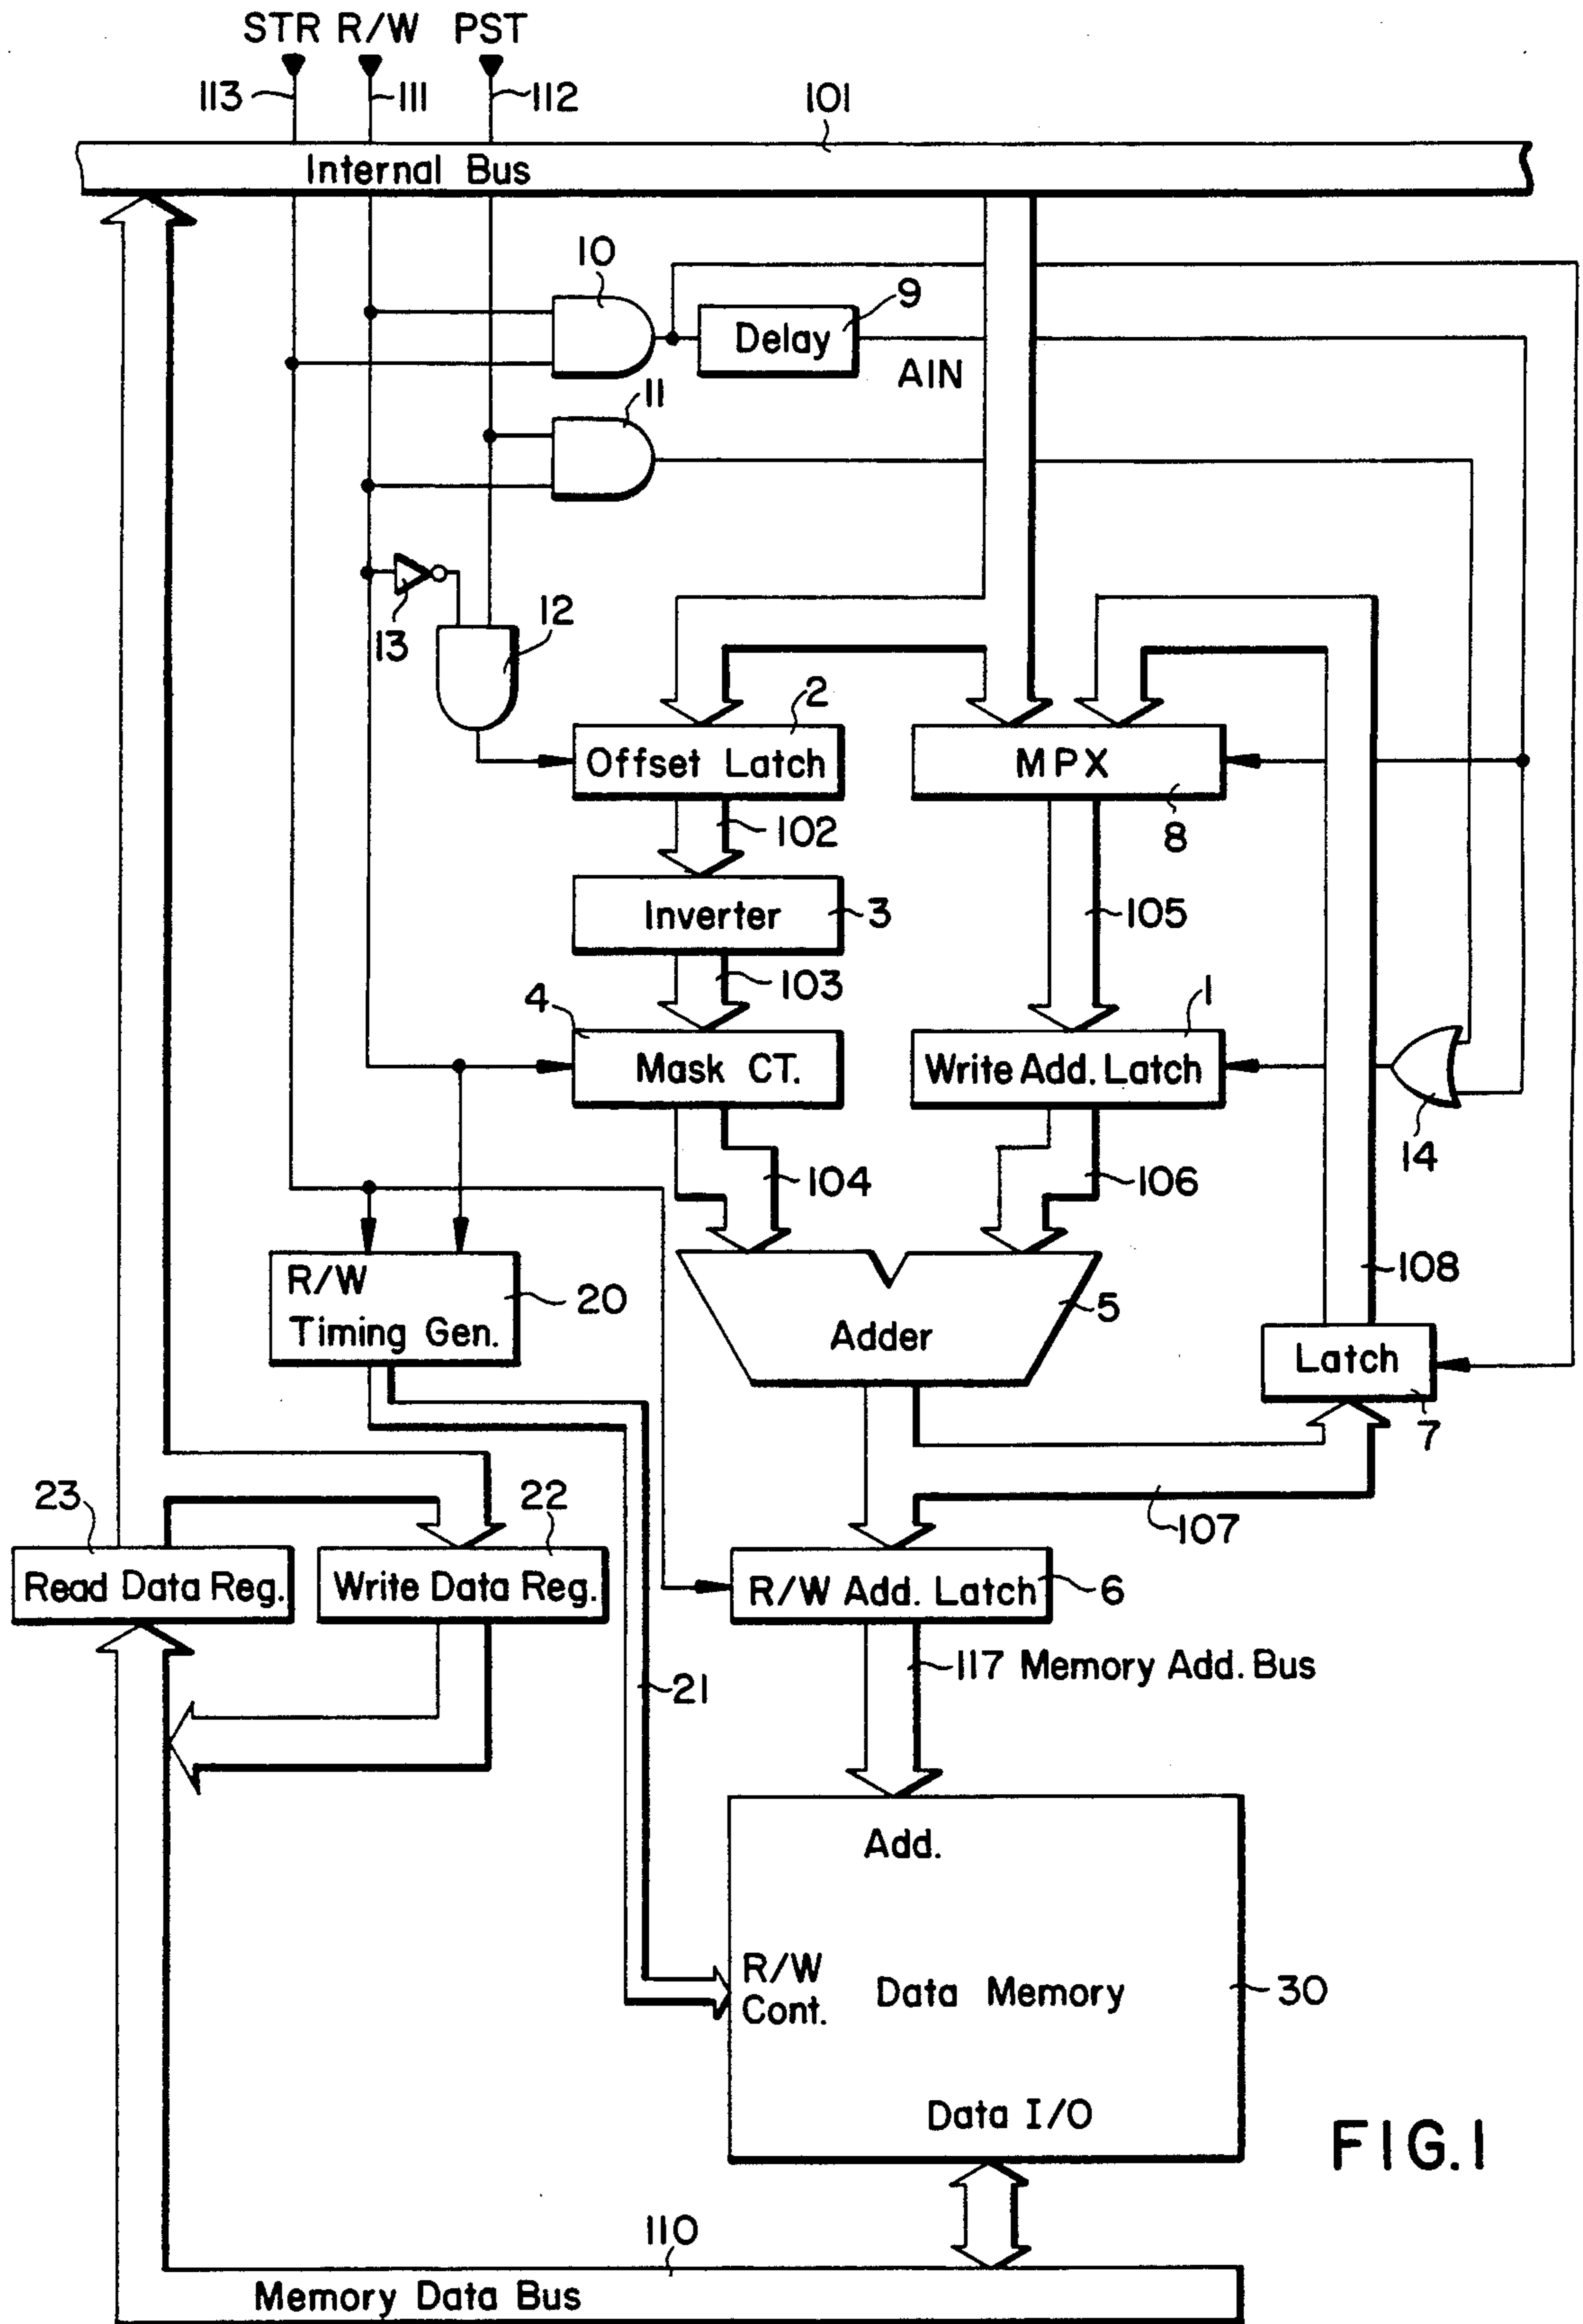 STR R/W PST
113 111 112 101
Internal Bus
10
9
Delay
AIN
11
13
12
2
Offset Latch
MPX
8
102
Inverter
3
105
103
4
1
Mask CT.
Write Add. Latch
14
104
106
R/W
Timing Gen.
20
5
Adder
108
Latch
7
107
23
22
Read Data Reg.
Write Data Reg.
R/W Add. Latch
6
21
117 Memory Add. Bus
Add.
R/W
Cont.
Data Memory
30
Data I/O
FIG.1
110
Memory Data Bus